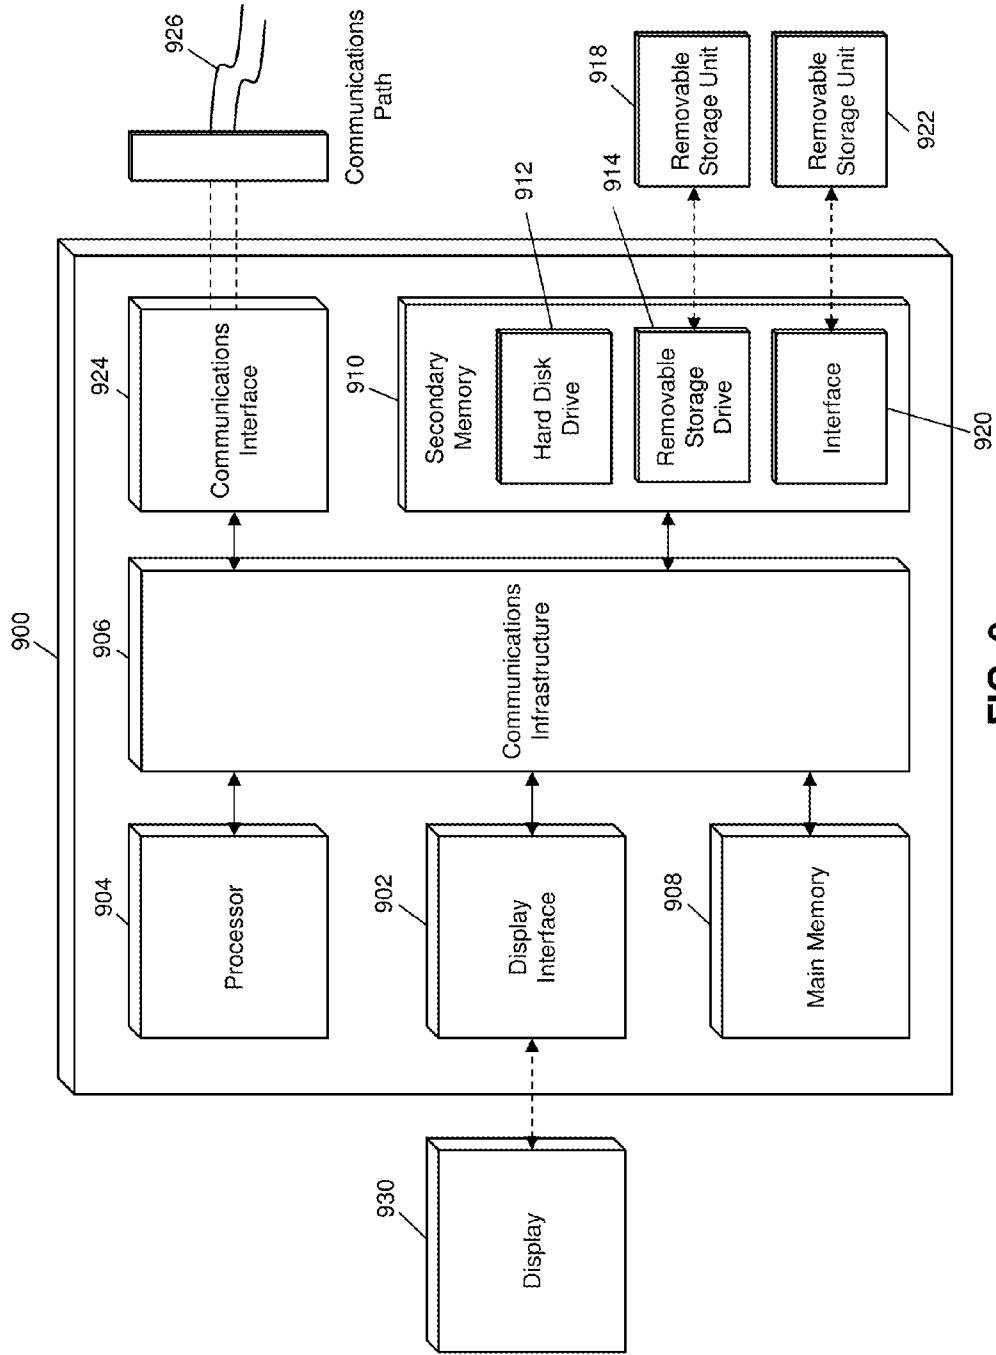 900
904
906
924
926
Processor
Communications
Infrastructure
Communications
Interface
Communications
Path
930
Display
902
Display
Interface
910
Secondary
Memory
912
Hard Disk
Drive
914
Removable
Storage
Drive
918
Removable
Storage Unit
908
Main Memory
Interface
920
Removable
Storage Unit
922
FIG. 9